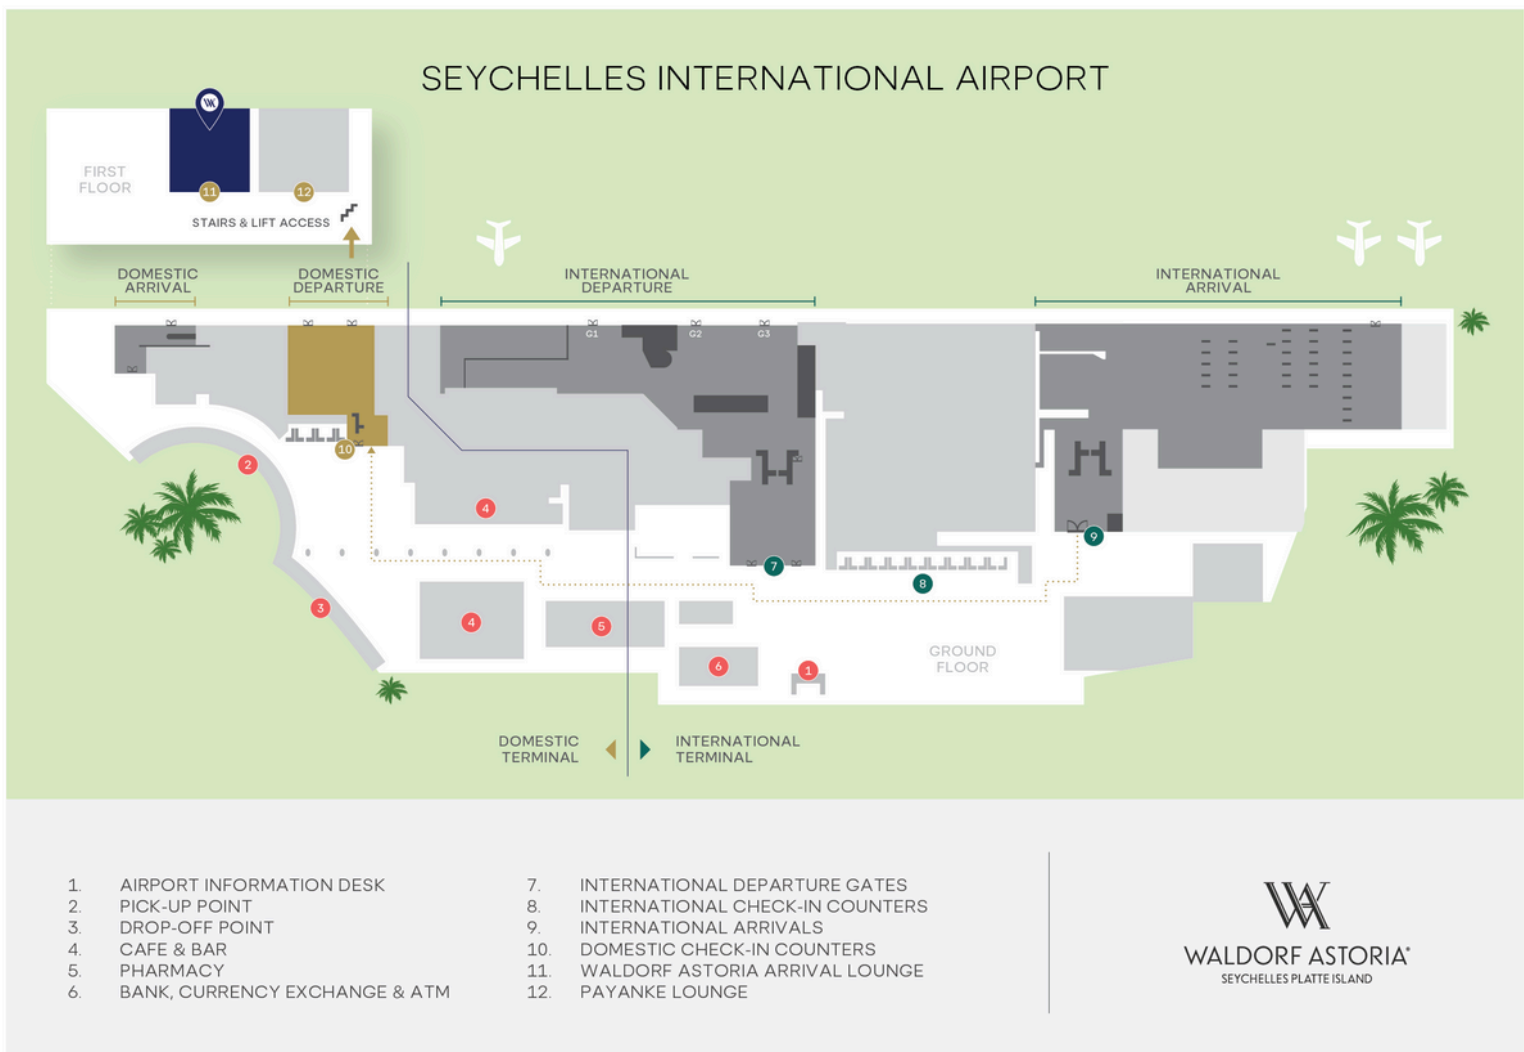 SEYCHELLES INTERNATIONAL AIRPORT
FIRST
FLOOR
11
12
STAIRS & LIFT ACCESS
DOMESTIC
ARRIVAL
DOMESTIC
DEPARTURE
INTERNATIONAL
DEPARTURE
INTERNATIONAL
ARRIVAL
G1
G2
G3
10
2
4
9
7
8
3
4
5
6
1
GROUND
FLOOR
DOMESTIC
TERMINAL
INTERNATIONAL
TERMINAL
1. AIRPORT INFORMATION DESK
2. PICK-UP POINT
3. DROP-OFF POINT
4. CAFE & BAR
5. PHARMACY
6. BANK, CURRENCY EXCHANGE & ATM
7. INTERNATIONAL DEPARTURE GATES
8. INTERNATIONAL CHECK-IN COUNTERS
9. INTERNATIONAL ARRIVALS
10. DOMESTIC CHECK-IN COUNTERS
11. WALDORF ASTORIA ARRIVAL LOUNGE
12. PAYANKE LOUNGE
WA
WALDORF ASTORIA®
SEYCHELLES PLATTE ISLAND